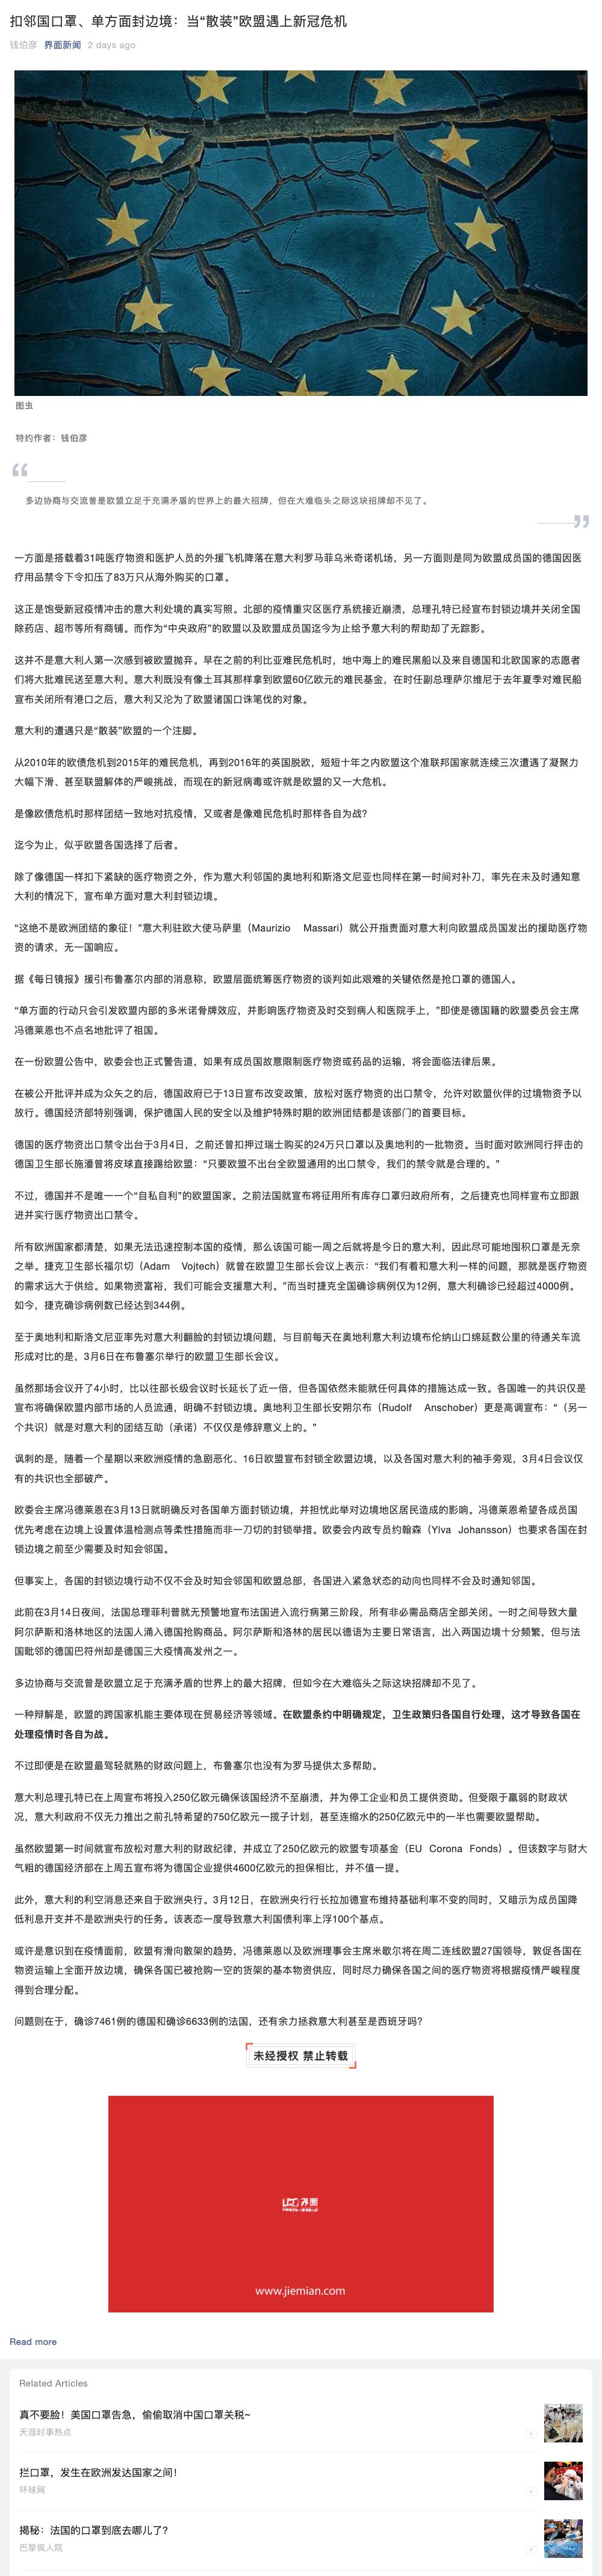 扣邻国口罩、单方面封边境：当“散装”欧盟遇上新冠危机
钱伯彦 界面新闻 2 days ago
图虫
特约作者：钱伯彦
“
多边协商与交流曾是欧盟立足于充满矛盾的世界上的最大招牌，但在大难临头之际这块招牌却不见了。
”
一方面是搭载着31吨医疗物资和医护人员的外援飞机降落在意大利罗马菲乌米奇诺机场，另一方面则是同为欧盟成员国的德国因医
疗用品禁令下令扣压了83万只从海外购买的口罩。
这正是饱受新冠疫情冲击的意大利处境的真实写照。北部的疫情重灾区医疗系统接近崩溃，总理孔特已经宣布封锁边境并关闭全国
除药店、超市等所有商铺。而作为“中央政府”的欧盟以及欧盟成员国迄今为止给予意大利的帮助却了无踪影。
这并不是意大利人第一次感到被欧盟抛弃。早在之前的利比亚难民危机时，地中海上的难民黑船以及来自德国和北欧国家的志愿者
们将大批难民送至意大利。意大利既没有像土耳其那样拿到欧盟60亿欧元的难民基金，在时任副总理萨尔维尼于去年夏季对难民船
宣布关闭所有港口之后，意大利又沦为了欧盟诸国口诛笔伐的对象。
意大利的遭遇只是“散装”欧盟的一个注脚。
从2010年的欧债危机到2015年的难民危机，再到2016年的英国脱欧，短短十年之内欧盟这个准联邦国家就连续三次遭遇了凝聚力
大幅下滑、甚至联盟解体的严峻挑战，而现在的新冠病毒或许就是欧盟的又一大危机。
是像欧债危机时那样团结一致地对抗疫情，又或者是像难民危机时那样各自为战？
迄今为止，似乎欧盟各国选择了后者。
除了像德国一样扣下紧缺的医疗物资之外，作为意大利邻国的奥地利和斯洛文尼亚也同样在第一时间对补刀，率先在未及时通知意
大利的情况下，宣布单方面对意大利封锁边境。
“这绝不是欧洲团结的象征！”意大利驻欧大使马萨里（Maurizio Massari）就公开指责面对意大利向欧盟成员国发出的援助医疗物
资的请求，无一国响应。
据《每日镜报》援引布鲁塞尔内部的消息称，欧盟层面统筹医疗物资的谈判如此艰难的关键依然是抢口罩的德国人。
“单方面的行动只会引发欧盟内部的多米诺骨牌效应，并影响医疗物资及时交到病人和医院手上，”即使是德国籍的欧盟委员会主席
冯德莱恩也不点名地批评了祖国。
在一份欧盟公告中，欧委会也正式警告道，如果有成员国故意限制医疗物资或药品的运输，将会面临法律后果。
在被公开批评并成为众矢之的后，德国政府已于13日宣布改变政策，放松对医疗物资的出口禁令，允许对欧盟伙伴的过境物资予以
放行。德国经济部特别强调，保护德国人民的安全以及维护特殊时期的欧洲团结都是该部门的首要目标。
德国的医疗物资出口禁令出台于3月4日，之前还曾扣押过瑞士购买的24万只口罩以及奥地利的一批物资。当时面对欧洲同行抨击的
德国卫生部长施潘曾将皮球直接踢给欧盟：“只要欧盟不出台全欧盟通用的出口禁令，我们的禁令就是合理的。”
不过，德国并不是唯一一个“自私自利”的欧盟国家。之前法国就宣布将征用所有库存口罩归政府所有，之后捷克也同样宣布立即跟
进并实行医疗物资出口禁令。
所有欧洲国家都清楚，如果无法迅速控制本国的疫情，那么该国可能一周之后就将是今日的意大利，因此尽可能地囤积口罩是无奈
之举。捷克卫生部长福尔切（Adam Vojtech）就曾在欧盟卫生部长会议上表示：“我们有着和意大利一样的问题，那就是医疗物资
的需求远大于供给。如果物资富裕，我们可能会支援意大利。”而当时捷克全国确诊病例仅为12例，意大利确诊已经超过4000例。
如今，捷克确诊病例数已经达到344例。
至于奥地利和斯洛文尼亚率先对意大利翻脸的封锁边境问题，与目前每天在奥地利意大利边境布伦纳山口绵延数公里的待通关车流
形成对比的是，3月6日在布鲁塞尔举行的欧盟卫生部长会议。
虽然那场会议开了4小时，比以往部长级会议时长延长了近一倍，但各国依然未能就任何具体的措施达成一致。各国唯一的共识仅是
宣布将确保欧盟内部市场的人员流通，明确不封锁边境。奥地利卫生部长安朔尔布（Rudolf Anschober）更是高调宣布：“（另一
个共识）就是对意大利的团结互助（承诺）不仅仅是修辞意义上的。”
讽刺的是，随着一个星期以来欧洲疫情的急剧恶化、16日欧盟宣布封锁全欧盟边境，以及各国对意大利的袖手旁观，3月4日会议仅
有的共识也全部破产。
欧委会主席冯德莱恩在3月13日就明确反对各国单方面封锁边境，并担忧此举对边境地区居民造成的影响。冯德莱恩希望各成员国
优先考虑在边境上设置体温检测点等柔性措施而非一刀切的封锁举措。欧委会内政专员约翰森（Ylva Johansson）也要求各国在封
锁边境之前至少需要及时知会邻国。
但事实上，各国的封锁边境行动不仅不会及时知会邻国和欧盟总部，各国进入紧急状态的动向也同样不会及时通知邻国。
此前在3月14日夜间，法国总理菲利普就无预警地宣布法国进入流行病第三阶段，所有非必需品商店全部关闭。一时之间导致大量
阿尔萨斯和洛林地区的法国人涌入德国抢购商品。阿尔萨斯和洛林的居民以德语为主要日常语言，出入两国边境十分频繁，但与法
国毗邻的德国巴符州却是德国三大疫情高发州之一。
多边协商与交流曾是欧盟立足于充满矛盾的世界上的最大招牌，但如今在大难临头之际这块招牌却不见了。
一种辩解是，欧盟的跨国家机能主要体现在贸易经济等领域。在欧盟条约中明确规定，卫生政策归各国自行处理，这才导致各国在
处理疫情时各自为战。
不过即便是在欧盟最驾轻就熟的财政问题上，布鲁塞尔也没有为罗马提供太多帮助。
意大利总理孔特已在上周宣布将投入250亿欧元确保该国经济不至崩溃，并为停工企业和员工提供资助。但受限于羸弱的财政状
况，意大利政府不仅无力推出之前孔特希望的750亿欧元一揽子计划，甚至连缩水的250亿欧元中的一半也需要欧盟帮助。
虽然欧盟第一时间就宣布放松对意大利的财政纪律，并成立了250亿欧元的欧盟专项基金（EU Corona Fonds）。但该数字与财大
气粗的德国经济部在上周五宣布将为德国企业提供4600亿欧元的担保相比，并不值一提。
此外，意大利的利空消息还来自于欧洲央行。3月12日，在欧洲央行行长拉加德宣布维持基础利率不变的同时，又暗示为成员国降
低利息开支并不是欧洲央行的任务。该表态一度导致意大利国债利率上浮100个基点。
或许是意识到在疫情面前，欧盟有滑向散架的趋势，冯德莱恩以及欧洲理事会主席米歇尔将在周二连线欧盟27国领导，敦促各国在
物资运输上全面开放边境，确保各国已被抢购一空的货架的基本物资供应，同时尽力确保各国之间的医疗物资将根据疫情严峻程度
得到合理分配。
问题则在于，确诊7461例的德国和确诊6633例的法国，还有余力拯救意大利甚至是西班牙吗？
未经授权 禁止转载
界面
www.jiemian.com
Read more
Related Articles
真不要脸！美国口罩告急，偷偷取消中国口罩关税~
天涯时事热点
拦口罩，发生在欧洲发达国家之间！
环球网
揭秘：法国的口罩到底去哪儿了？
巴黎疯人院